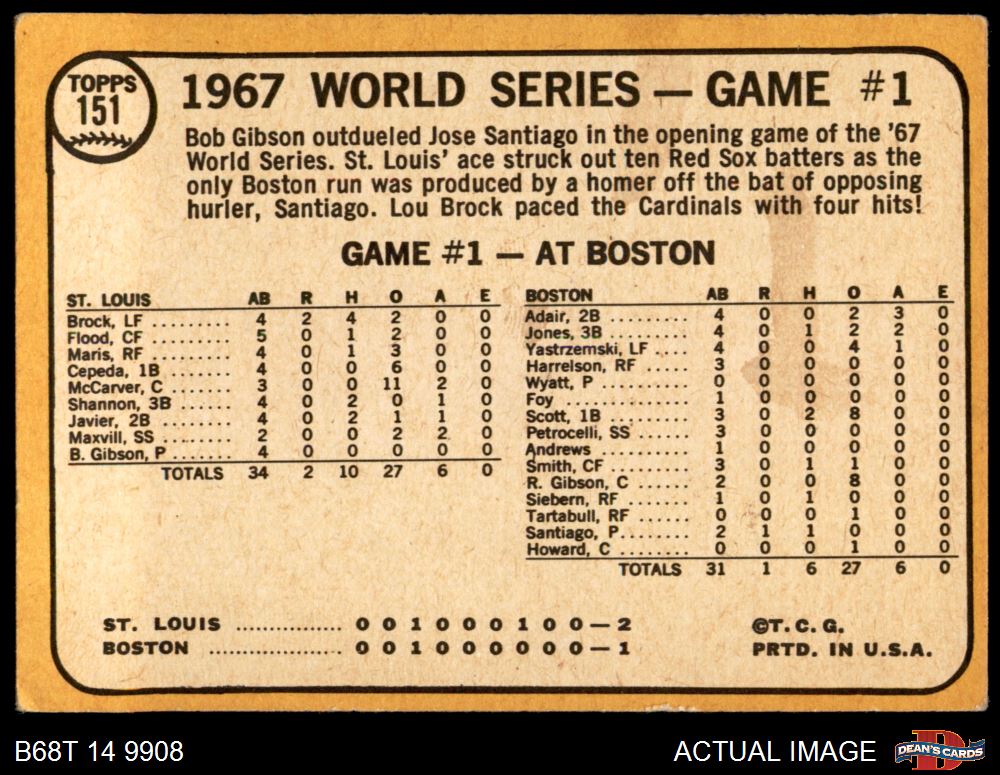 TOPPS
151
1967 WORLD SERIES — GAME #1
Bob Gibson outdueled Jose Santiago in the opening game of the '67
World Series. St. Louis' ace struck out ten Red Sox batters as the
only Boston run was produced by a homer off the bat of opposing
hurler, Santiago. Lou Brock paced the Cardinals with four hits!
GAME #1 — AT BOSTON
ST. LOUIS AB R H O A E
Brock, LF ......... 4 2 4 2 0 0
Flood, CF ......... 5 0 1 2 0 0
Maris, RF ......... 4 0 1 3 0 0
Cepeda, 1B ....... 4 0 0 6 0 0
McCarver, C ...... 3 0 0 11 2 0
Shannon, 3B ...... 4 0 2 0 1 0
Javier, 2B ........ 4 0 2 1 1 0
Maxvill, SS ........ 2 0 0 2 2 0
B. Gibson, P ...... 4 0 0 0 0 0
TOTALS 34 2 10 27 6 0
BOSTON AB R H O A E
Adair, 2B ......... 4 0 0 2 3 0
Jones, 3B ......... 4 0 1 2 2 0
Yastrzemski, LF .... 4 0 0 4 1 0
Harrelson, RF ..... 3 0 0 0 0 0
Wyatt, P .......... 0 0 0 0 0 0
Foy .............. 1 0 0 0 0 0
Scott, 1B ......... 3 0 2 8 0 0
Petrocelli, SS ...... 3 0 0 0 0 0
Andrews .......... 1 0 0 0 0 0
Smith, CF ......... 3 0 1 1 0 0
R. Gibson, C ...... 2 0 0 8 0 0
Siebern, RF ....... 1 0 1 0 0 0
Tartabull, RF ...... 0 0 0 1 0 0
Santiago, P........ 2 1 1 0 0 0
Howard, C ........ 0 0 0 1 0 0
TOTALS 31 1 6 27 6 0
ST. LOUIS ................ 0 0 1 0 0 0 1 0 0 — 2
BOSTON .................... 0 0 1 0 0 0 0 0 0 — 1
©T. C. G.
PRTD. IN U.S.A.
B68T 14 9908
ACTUAL IMAGE
DEAN'S CARDS